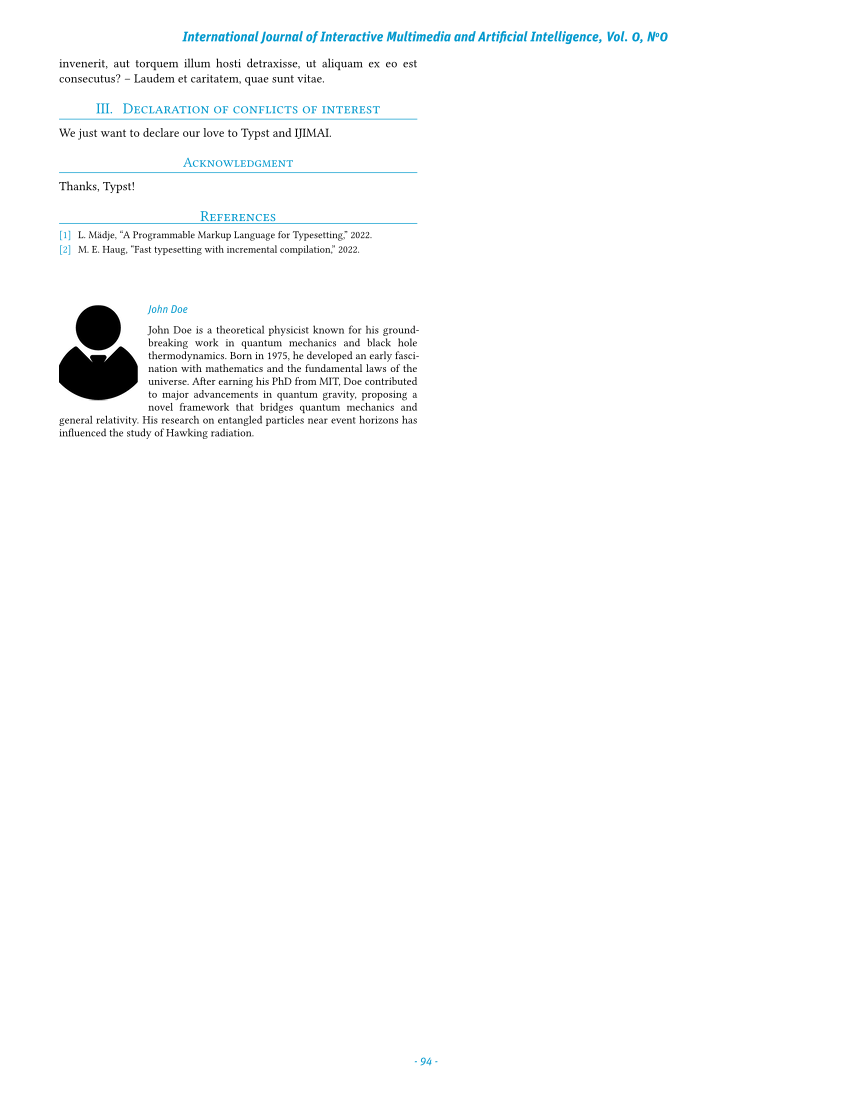 International Journal of Interactive Multimedia and Artificial Intelligence, Vol. 0, Nº0
invenerit, aut torquem illum hosti detraxisse, ut aliquam ex eo est
consecutus? – Laudem et caritatem, quae sunt vitae.
III. Declaration of conflicts of interest
We just want to declare our love to Typst and IJIMAI.
Acknowledgment
Thanks, Typst!
References
[1] L. Mädje, “A Programmable Markup Language for Typesetting,” 2022.
[2] M. E. Haug, “Fast typesetting with incremental compilation,” 2022.
John Doe
John Doe is a theoretical physicist known for his ground-
breaking work in quantum mechanics and black hole
thermodynamics. Born in 1975, he developed an early fasci-
nation with mathematics and the fundamental laws of the
universe. After earning his PhD from MIT, Doe contributed
to major advancements in quantum gravity, proposing a
novel framework that bridges quantum mechanics and
general relativity. His research on entangled particles near event horizons has
influenced the study of Hawking radiation.
- 94 -